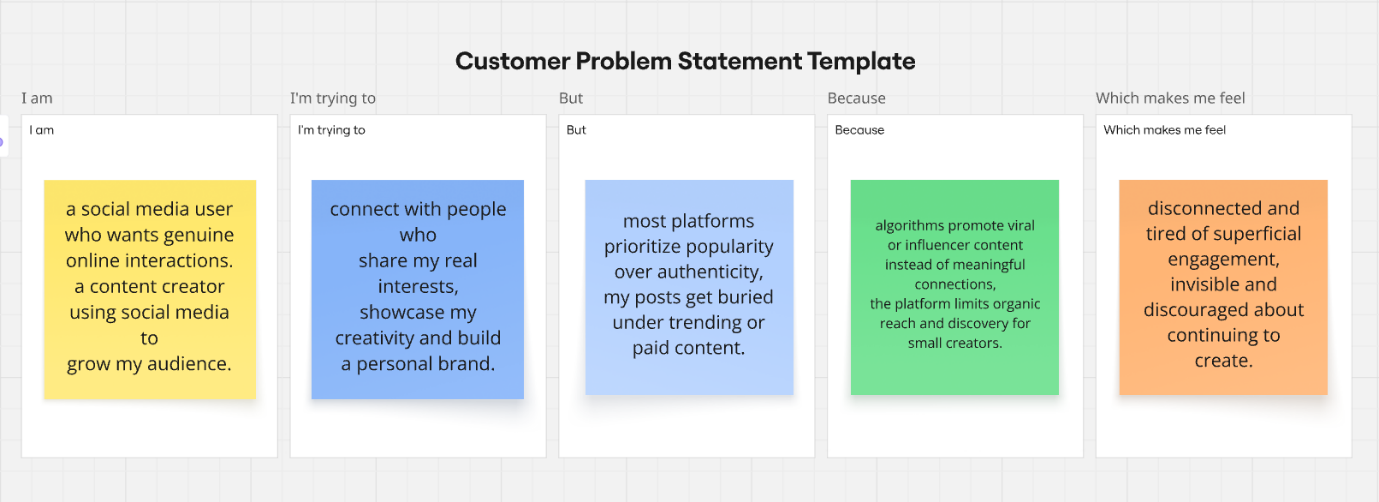 Customer Problem Statement Template
I am
I'm trying to
But
Because
Which makes me feel
I am
a social media user
who wants genuine
online interactions.
a content creator
using social media
to
grow my audience.
I'm trying to
connect with people
who
share my real
interests,
showcase my
creativity and build
a personal brand.
But
most platforms
prioritize popularity
over authenticity,
my posts get buried
under trending or
paid content.
Because
algorithms promote viral
or influencer content
instead of meaningful
connections,
the platform limits organic
reach and discovery for
small creators.
Which makes me feel
disconnected and
tired of superficial
engagement,
invisible and
discouraged about
continuing to
create.